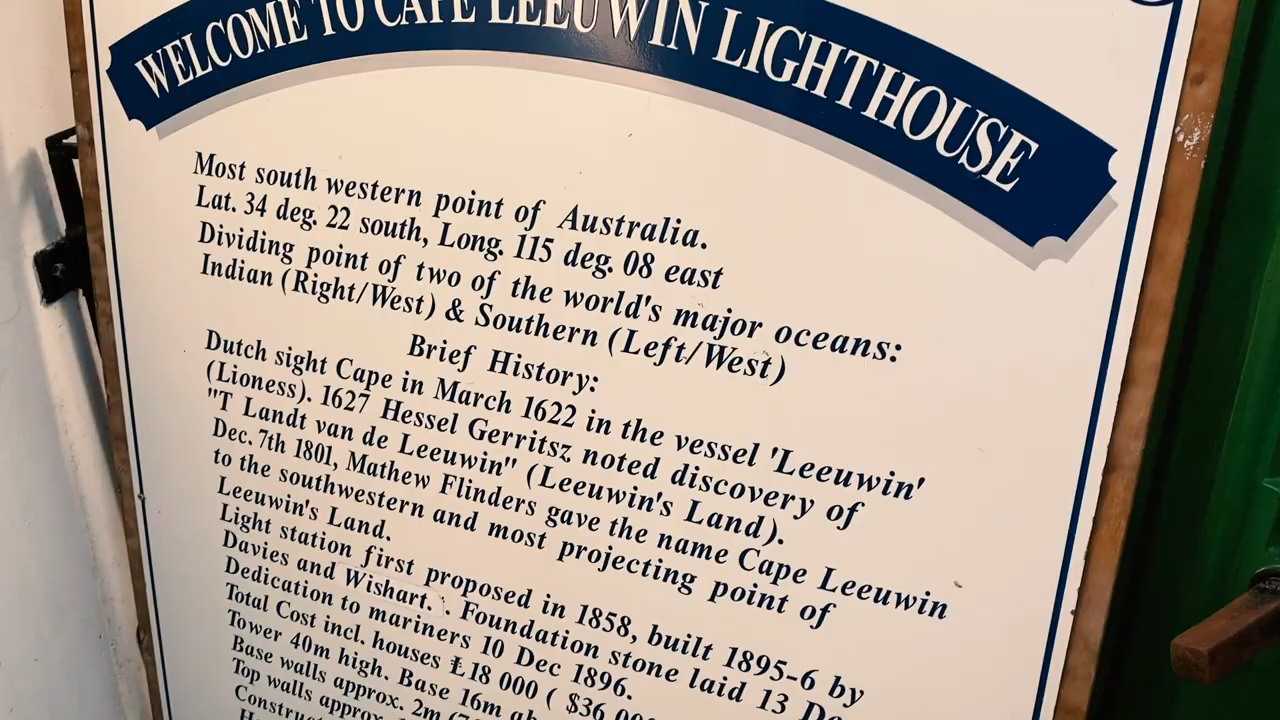 WELCOME TO CAPE LEEUWIN LIGHTHOUSE
Most south western point of Australia.
Lat. 34 deg. 22 south, Long. 115 deg. 08 east
Dividing point of two of the world's major oceans:
Indian (Right/West) & Southern (Left/West)
Brief History:
Dutch sight Cape in March 1622 in the vessel 'Leeuwin'
(Lioness). 1627 Hessel Gerritsz noted discovery of
"T Landt van de Leeuwin" (Leeuwin's Land).
Dec. 7th 1801, Mathew Flinders gave the name Cape Leeuwin
to the southwestern and most projecting point of
Leeuwin's Land.
Light station first proposed in 1858, built 1895-6 by
Davies and Wishart. . Foundation stone laid 13
Dedication to mariners 10 Dec 1896.
Total Cost incl. houses £18 000 ( $36
Tower 40m high. Base 16m
Base walls approx. 2m
Top walls approx.